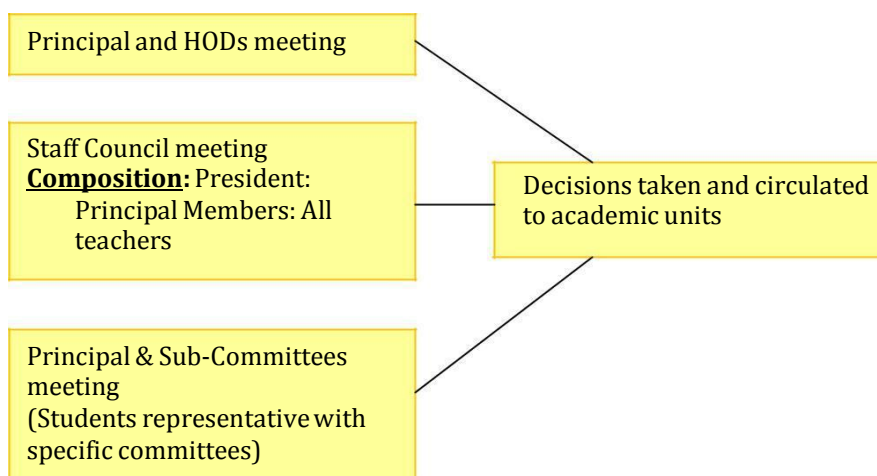 Principal and HODs meeting
Staff Council meeting
Composition: President:
Principal Members: All
teachers
Decisions taken and circulated
to academic units
Principal & Sub-Committees
meeting
(Students representative with
specific committees)